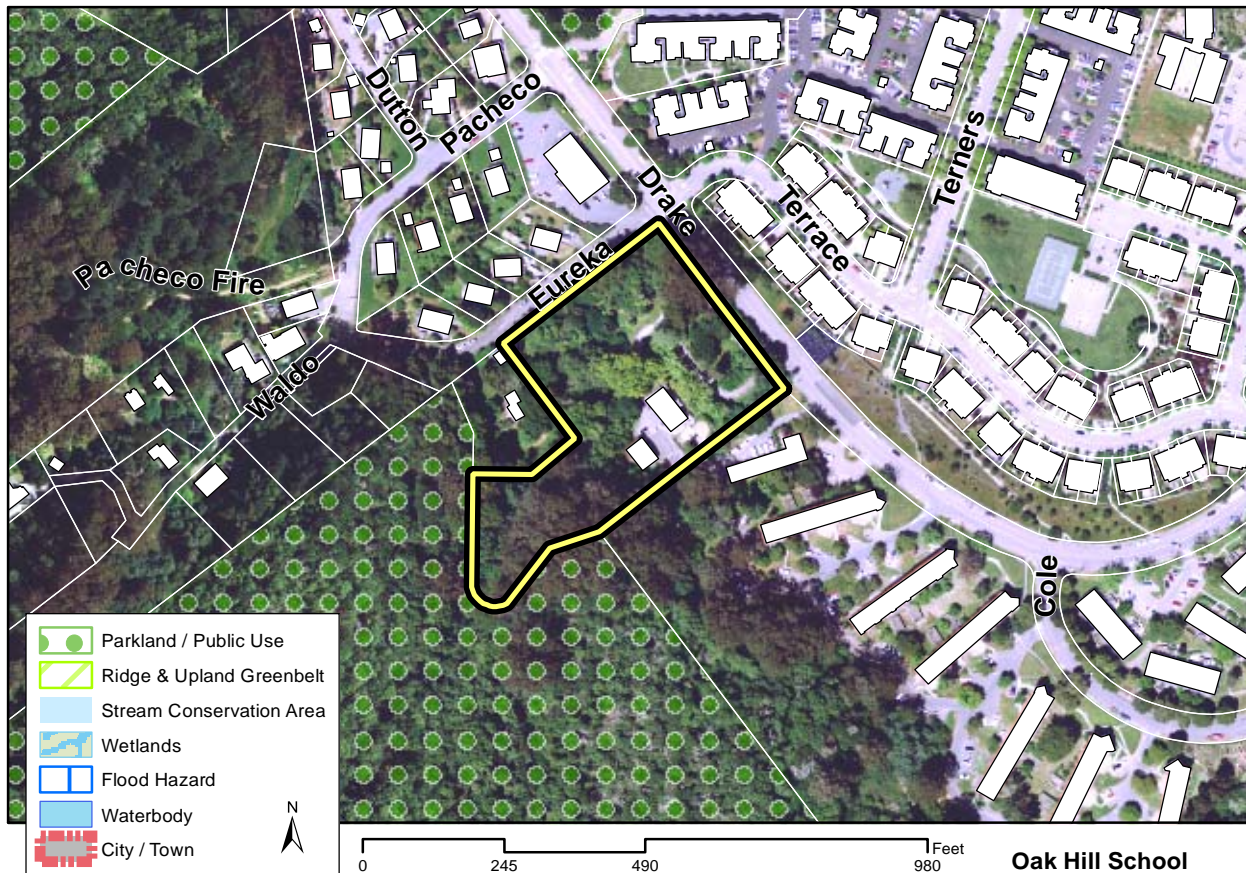 Dutton
Pacheco
Drake
Terrace
Terners
Eureka
Pa checo Fire
Waldo
Cole
Parkland / Public Use
Ridge & Upland Greenbelt
Stream Conservation Area
Wetlands
Flood Hazard
Waterbody
City / Town
N
0 245 490 980
Feet
Oak Hill School